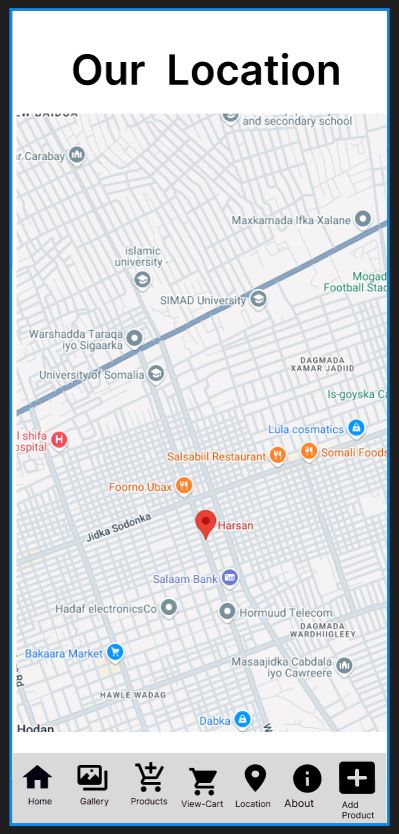 Our Location
and secondary school
r Carabay
Maxkamada Ifka Xalane
islamic
university -
SIMAD University
Mogad
Football Stad
Warshadda Taraqa
iyo Sigaarka
DAGMADA
XAMAR JADIID
University of Somalia
Is-goyska Ca
Lula cosmatics
l shifa
ospital
Salsabiil Restaurant
Somali Foods
Foorno Ubax
Jidka Sodonka
Harsan
Salaam Bank
Hadaf electronicsCo
Hormuud Telecom
DAGMADA
WARDHIIGLEEY
Bakaara Market
Masaajidka Cabdala
iyo Cawreere
Rd
HAWLE WADAG
Dabka
Hodan
Home
Gallery
Products
View-Cart
Location
About
Add
Product